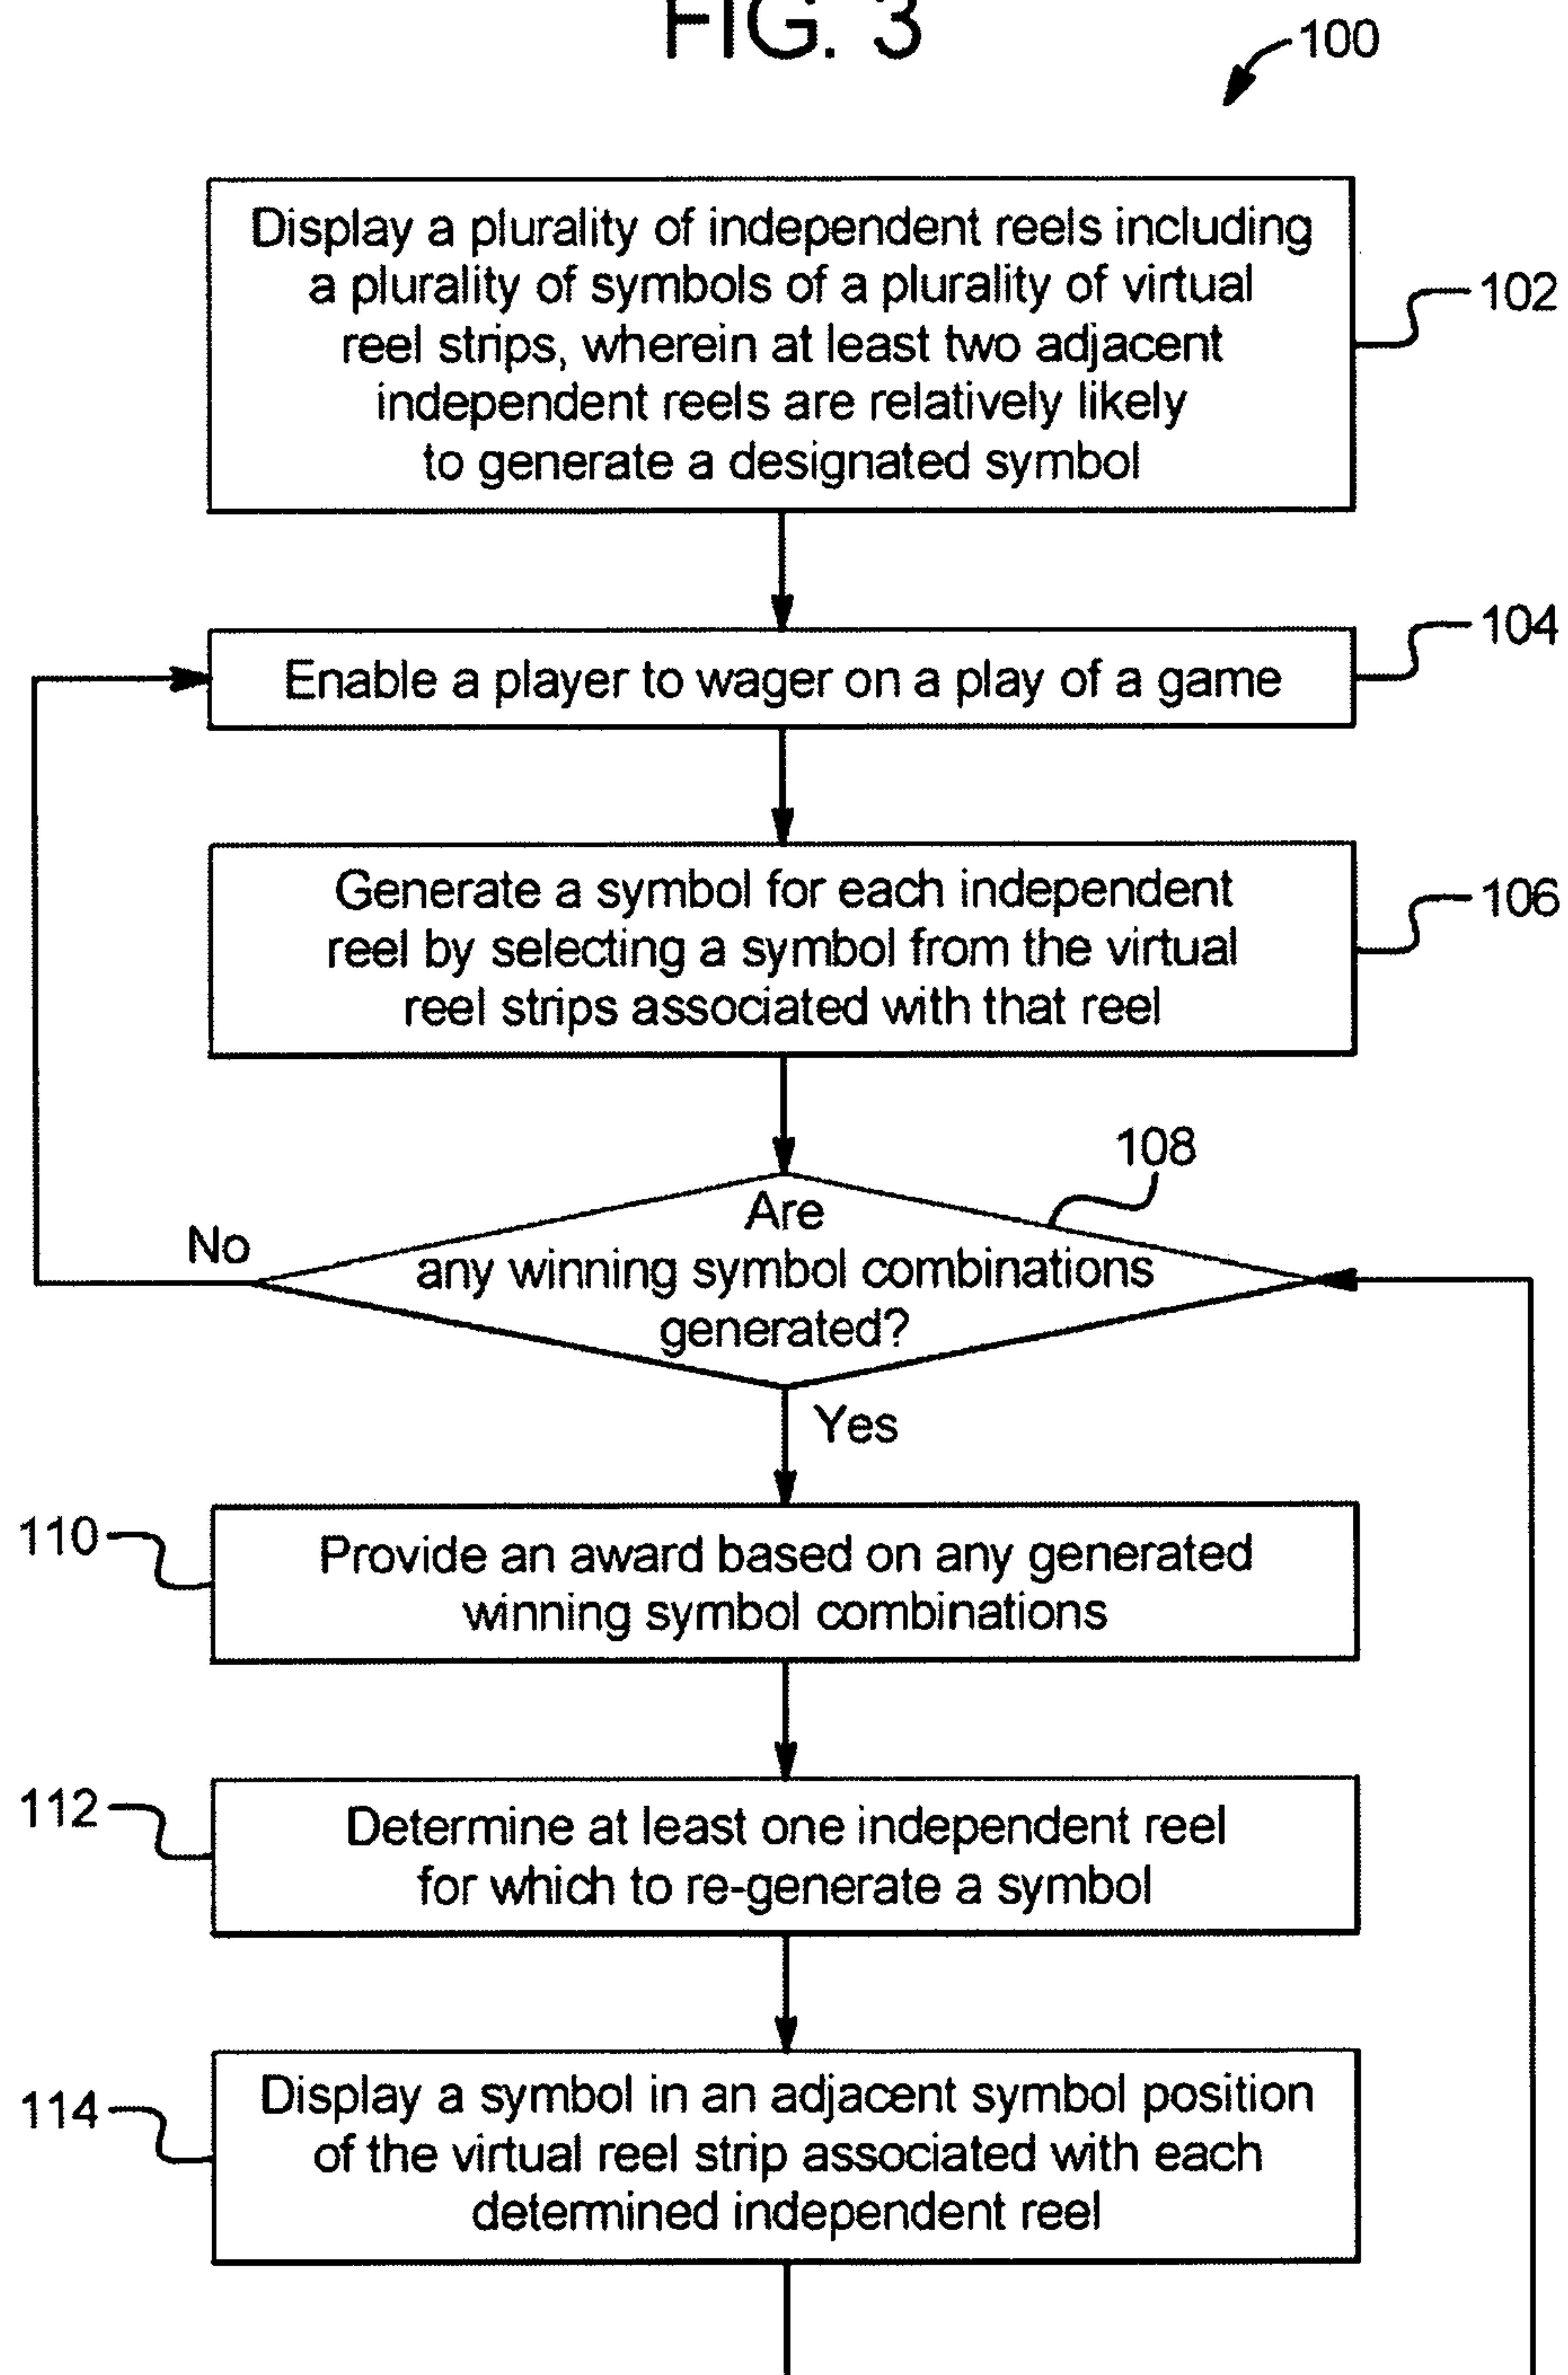 FIG. 3
100
Display a plurality of independent reels including
a plurality of symbols of a plurality of virtual
reel strips, wherein at least two adjacent
independent reels are relatively likely
to generate a designated symbol
102
Enable a player to wager on a play of a game
104
Generate a symbol for each independent
reel by selecting a symbol from the virtual
reel strips associated with that reel
106
108
Are
any winning symbol combinations
generated?
No
Yes
110
Provide an award based on any generated
winning symbol combinations
112
Determine at least one independent reel
for which to re-generate a symbol
114
Display a symbol in an adjacent symbol position
of the virtual reel strip associated with each
determined independent reel